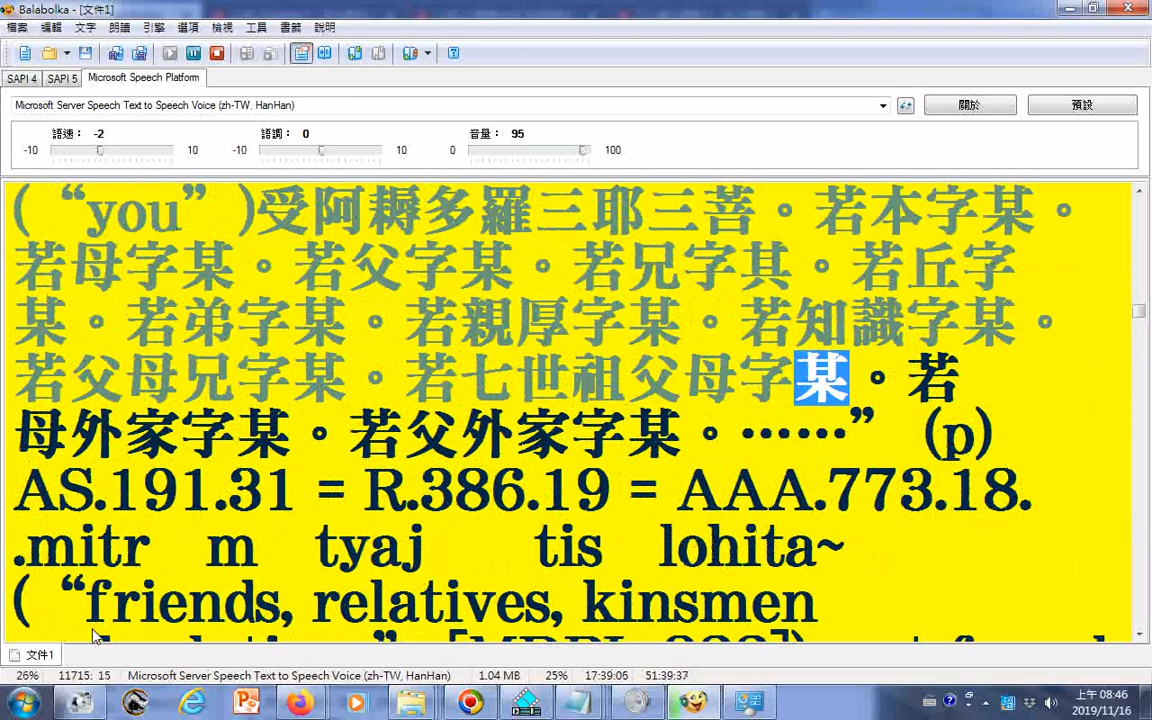 Balabolka - [文件1]
檔案 編輯 文字 朗讀 引擎 選項 檢視 工具 書籤 說明
SAPI 4 SAPI 5 Microsoft Speech Platform
Microsoft Server Speech Text to Speech Voice (zh-TW, HanHan) 關於 預設
語速： -2 語調： 0 音量： 95
-10 10 -10 10 0 100
( “you” )受阿耨多羅三耶三菩。若本字某。
若母字某。若父字某。若兄字其。若丘字
某。若弟字某。若親厚字某。若知識字某。
若父母兄字某。若七世祖父母字某。若
母外家字某。若父外家字某。……” (p)
AS.191.31 = R.386.19 = AAA.773.18.
.mitr m tyaj tis lohita~
( “friends, relatives, kinsmen
文件1
26% 11715: 15 Microsoft Server Speech Text to Speech Voice (zh-TW, HanHan) 1.04 MB 25% 17:39:06 51:39:37
上午 08:46
2019/11/16